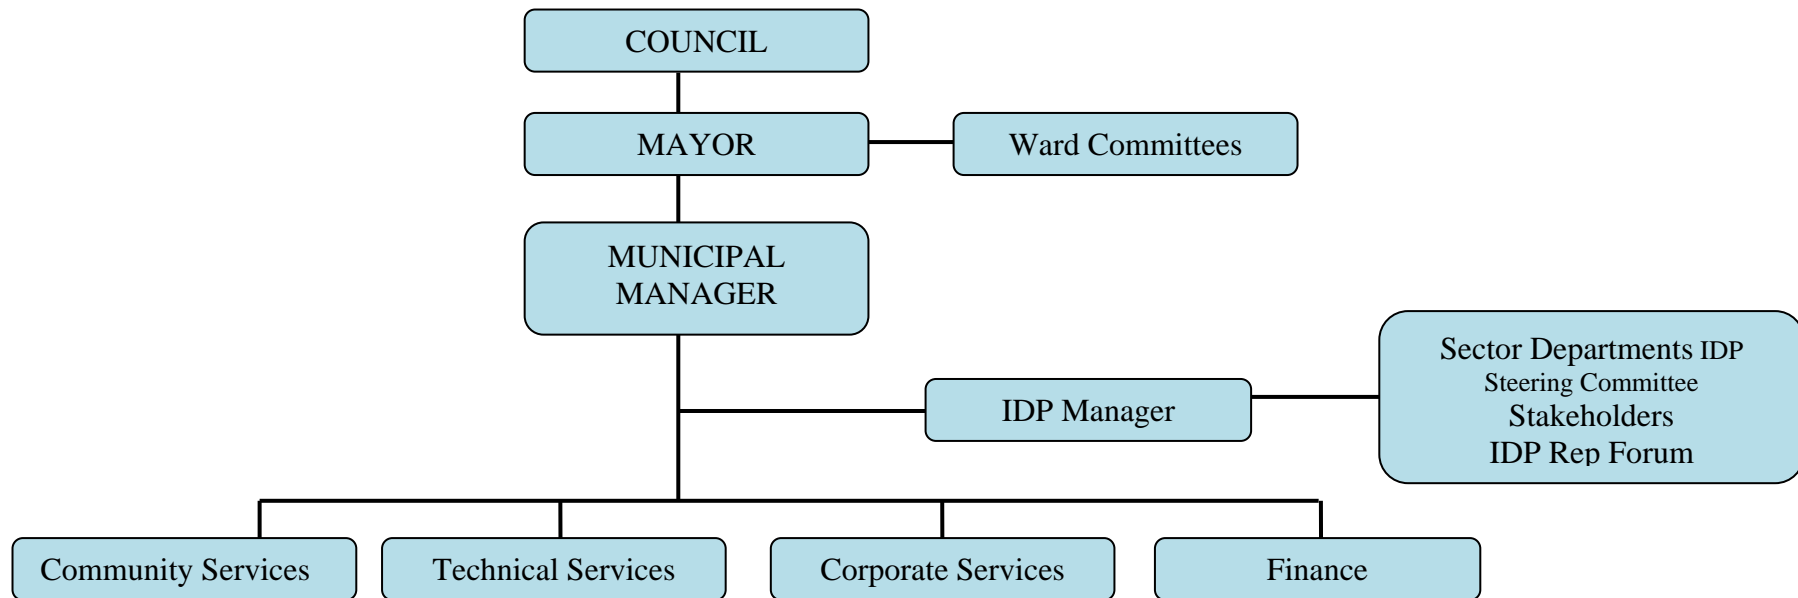 COUNCIL
MAYOR
Ward Committees
MUNICIPAL
MANAGER
Sector Departments IDP
Steering Committee
Stakeholders
IDP Rep Forum
IDP Manager
Community Services
Technical Services
Corporate Services
Finance